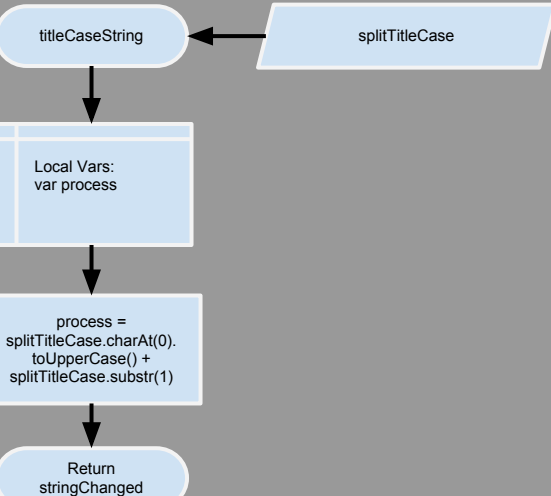 titleCaseString
splitTitleCase
Local Vars:
var process
process =
splitTitleCase.charAt(0).
toUpperCase() +
splitTitleCase.substr(1)
Return
stringChanged